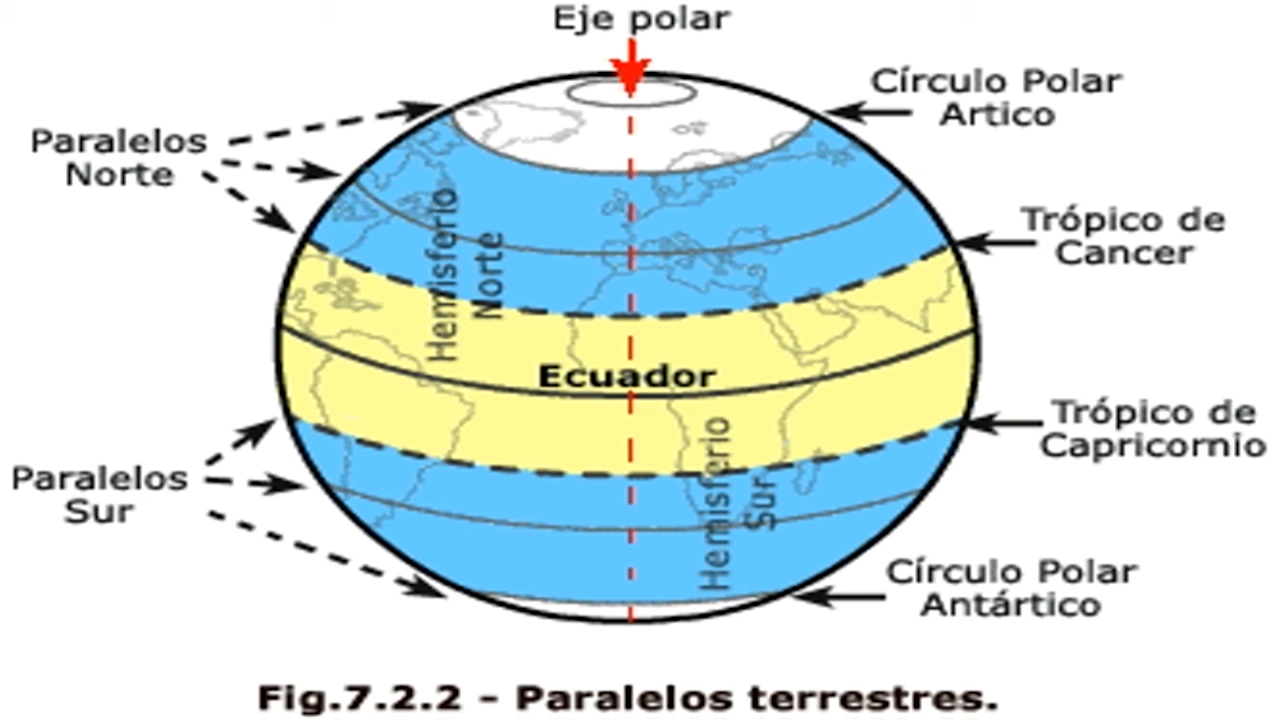 Eje polar
Círculo Polar
Artico
Paralelos
Norte
Hemisferio
Norte
Trópico de
Cancer
Ecuador
Trópico de
Capricornio
Paralelos
Sur
Hemisferio
Sur
Círculo Polar
Antártico
Fig.7.2.2 - Paralelos terrestres.